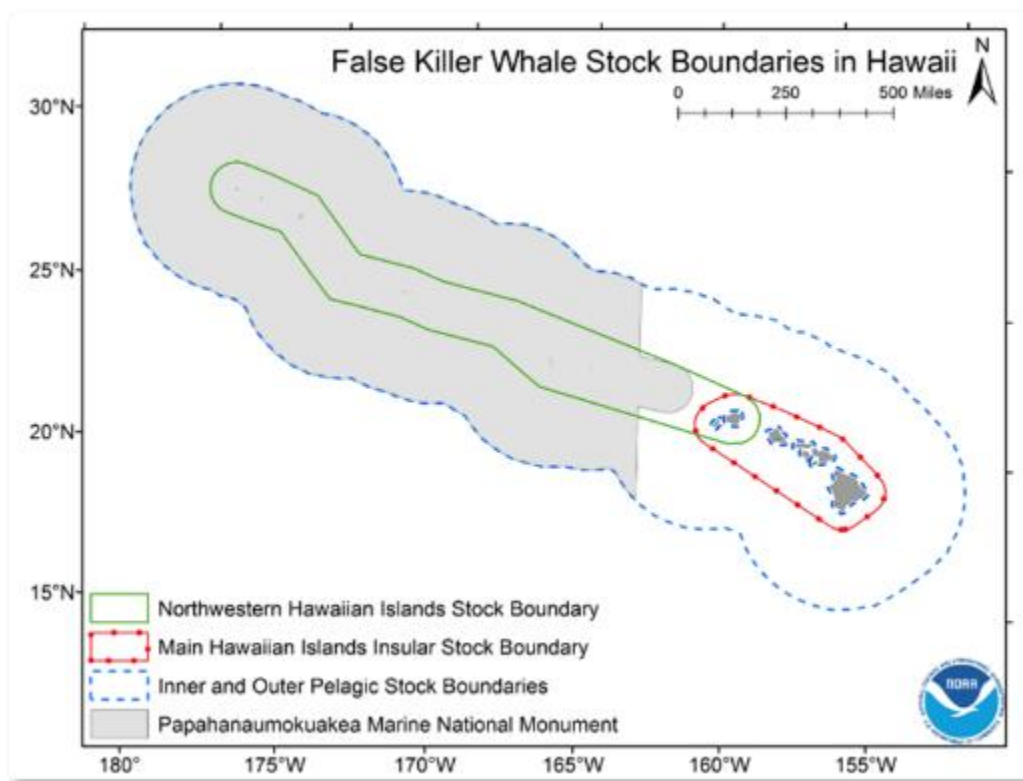 False Killer Whale Stock Boundaries in Hawaii
N
0 250 500 Miles
30°N
25°N
20°N
15°N
Northwestern Hawaiian Islands Stock Boundary
Main Hawaiian Islands Insular Stock Boundary
Inner and Outer Pelagic Stock Boundaries
Papahanaumokuakea Marine National Monument
NOAA
180° 175°W 170°W 165°W 160°W 155°W